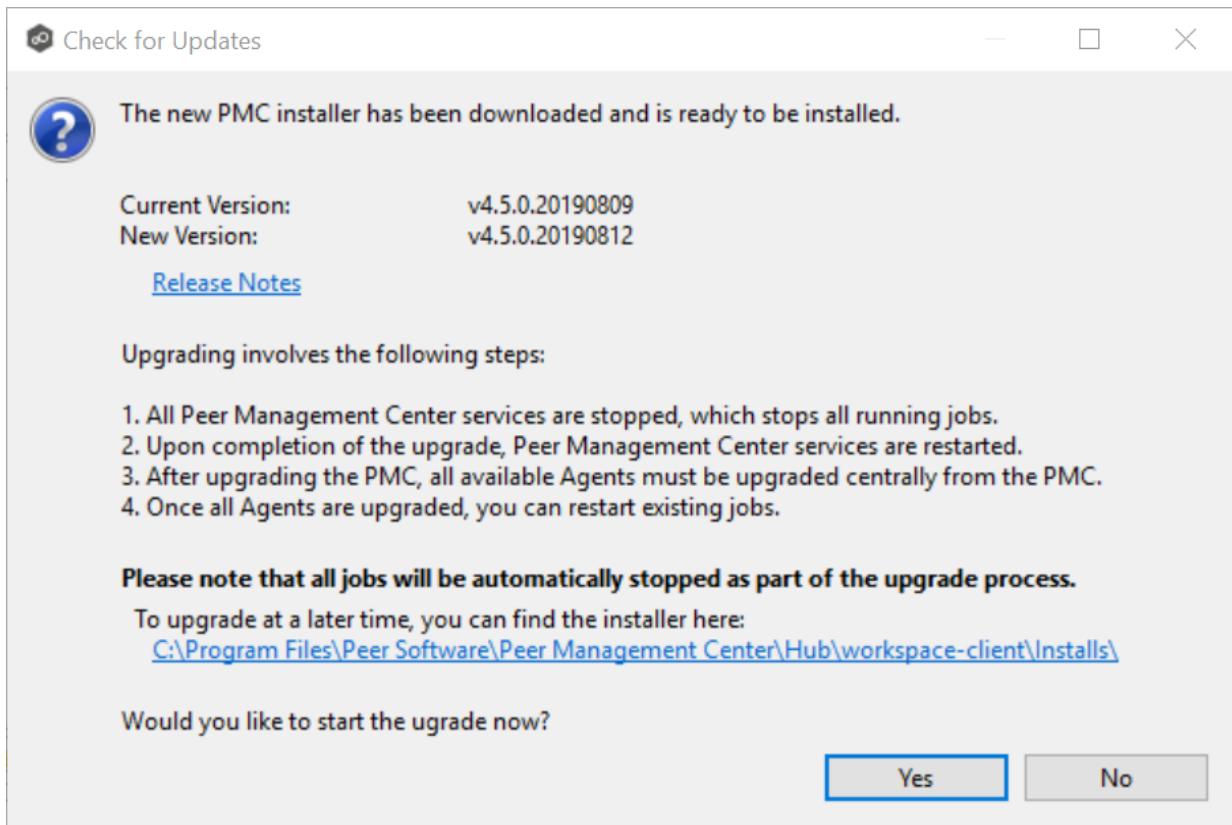 Check for Updates
The new PMC installer has been downloaded and is ready to be installed.
Current Version: v4.5.0.20190809
New Version: v4.5.0.20190812
Release Notes
Upgrading involves the following steps:
1. All Peer Management Center services are stopped, which stops all running jobs.
2. Upon completion of the upgrade, Peer Management Center services are restarted.
3. After upgrading the PMC, all available Agents must be upgraded centrally from the PMC.
4. Once all Agents are upgraded, you can restart existing jobs.
Please note that all jobs will be automatically stopped as part of the upgrade process.
To upgrade at a later time, you can find the installer here:
C:\Program Files\Peer Software\Peer Management Center\Hub\workspace-client\Installs\
Would you like to start the ugrade now?
Yes No